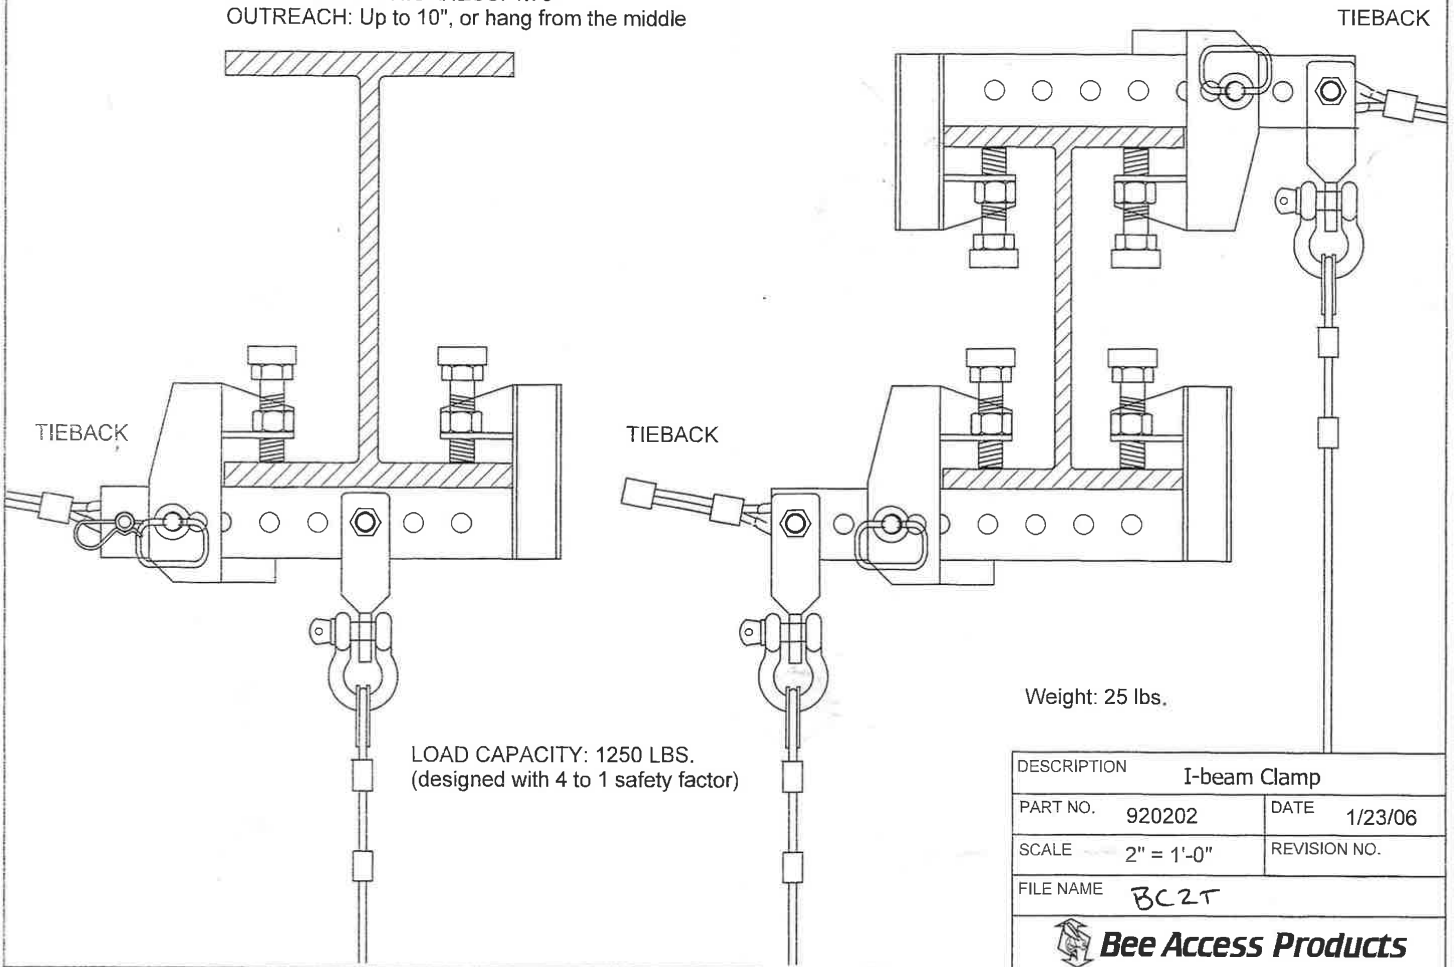 OUTREACH: Up to 10", or hang from the middle
TIEBACK
TIEBACK
TIEBACK
Weight: 25 lbs.
LOAD CAPACITY: 1250 LBS.
(designed with 4 to 1 safety factor)
DESCRIPTION I-beam Clamp
PART NO. 920202 DATE 1/23/06
SCALE 2" = 1'-0" REVISION NO.
FILE NAME BC2T
Bee Access Products